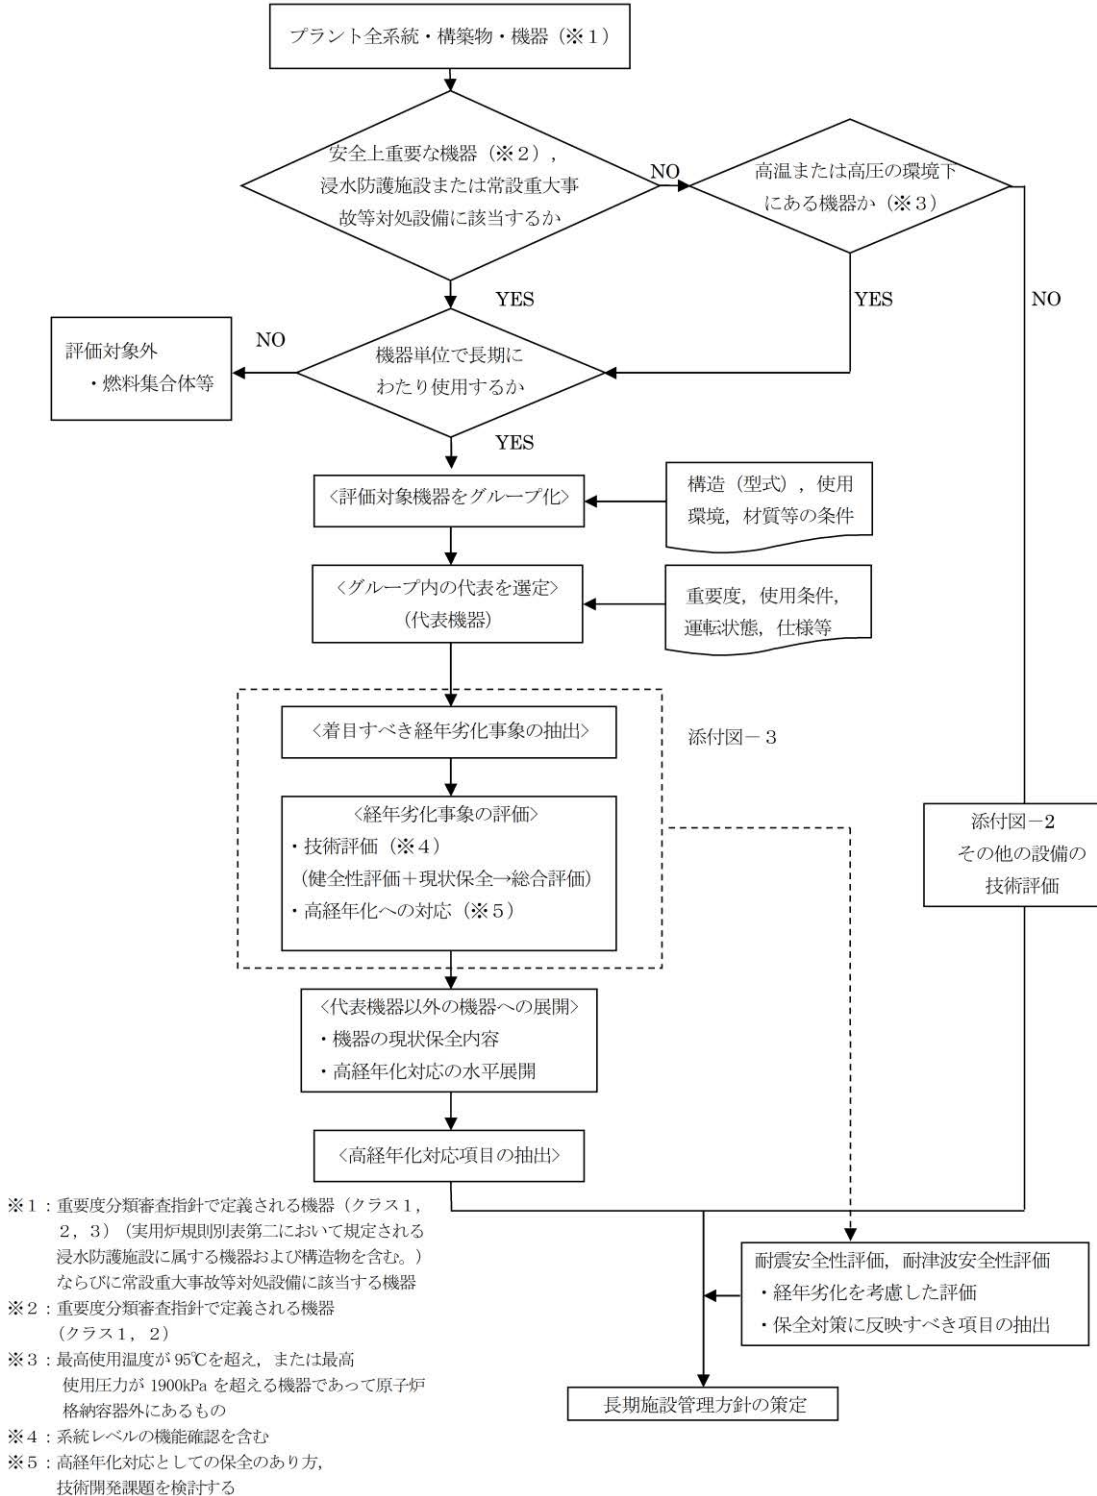 プラント全系統・構築物・機器（※１）
安全上重要な機器（※２），
浸水防護施設または常設重大事
故等対処設備に該当するか
NO
高温または高圧の環境下
にある機器か（※３）
YES
YES
NO
評価対象外
・燃料集合体等
NO
機器単位で長期に
わたり使用するか
YES
<評価対象機器をグループ化>
構造（型式），使用
環境，材質等の条件
<グループ内の代表を選定>
（代表機器）
重要度，使用条件，
運転状態，仕様等
<着目すべき経年劣化事象の抽出>
添付図－３
<経年劣化事象の評価>
・技術評価（※４）
（健全性評価＋現状保全→総合評価）
・高経年化への対応（※５）
添付図－2
その他の設備の
技術評価
<代表機器以外の機器への展開>
・機器の現状保全内容
・高経年化対応の水平展開
<高経年化対応項目の抽出>
耐震安全性評価，耐津波安全性評価
・経年劣化を考慮した評価
・保全対策に反映すべき項目の抽出
長期施設管理方針の策定
※１：重要度分類審査指針で定義される機器（クラス１，
２，３）（実用炉規則別表第二において規定される
浸水防護施設に属する機器および構造物を含む。）
ならびに常設重大事故等対処設備に該当する機器
※２：重要度分類審査指針で定義される機器
（クラス１，２）
※３：最高使用温度が 95℃を超え，または最高
使用圧力が 1900kPa を超える機器であって原子炉
格納容器外にあるもの
※４：系統レベルの機能確認を含む
※５：高経年化対応としての保全のあり方，
技術開発課題を検討する